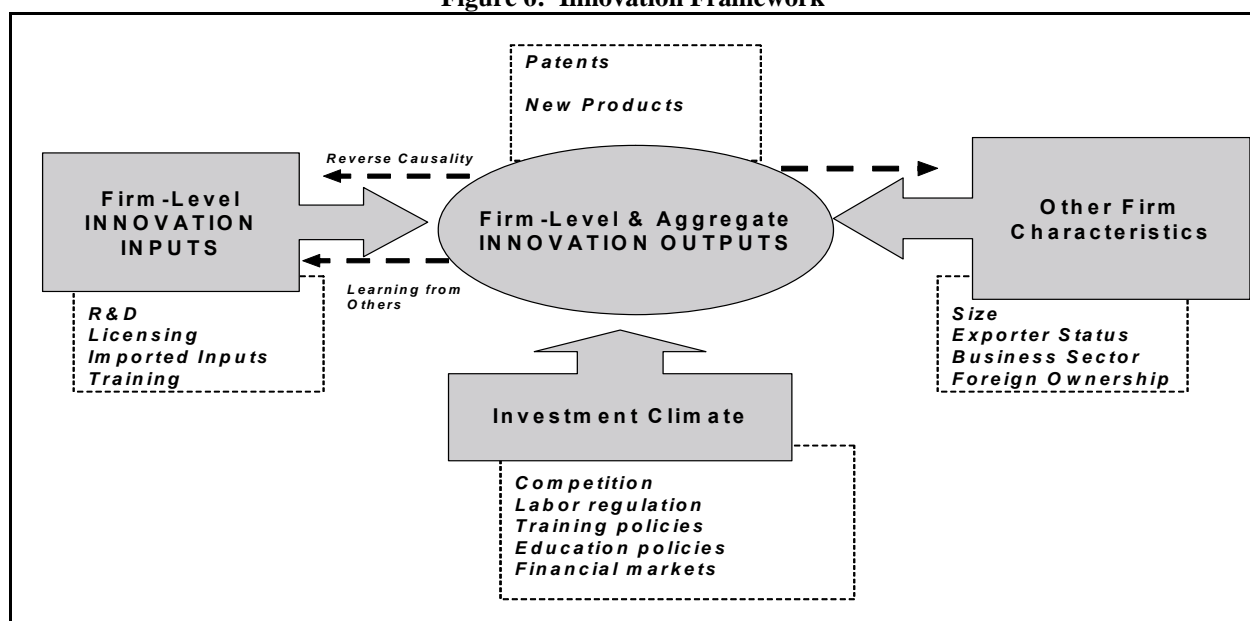 Figure 6: Innovation Framework
Patents
New Products
Reverse Causality
Firm-Level
INNOVATION
INPUTS
Firm-Level & Aggregate
INNOVATION OUTPUTS
Other Firm
Characteristics
Learning from
Others
R&D
Licensing
Imported Inputs
Training
Size
Exporter Status
Business Sector
Foreign Ownership
Investment Climate
Competition
Labor regulation
Training policies
Education policies
Financial markets